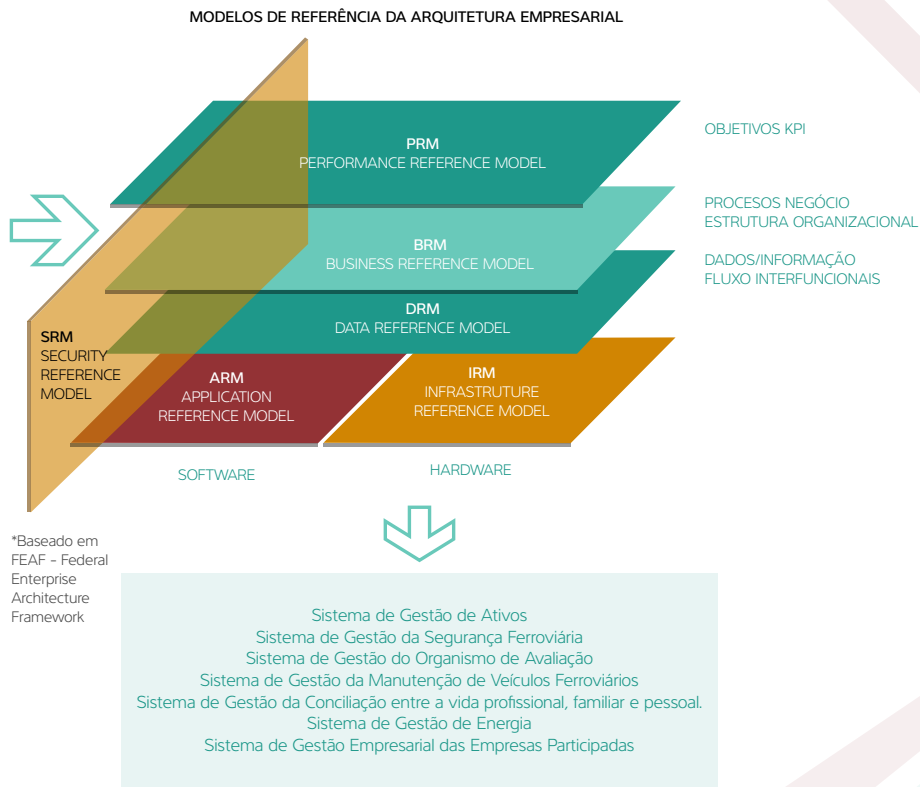 MODELOS DE REFERÊNCIA DA ARQUITETURA EMPRESARIAL
PRM
PERFORMANCE REFERENCE MODEL
OBJETIVOS KPI
BRM
BUSINESS REFERENCE MODEL
PROCESOS NEGÓCIO
ESTRUTURA ORGANIZACIONAL
DRM
DATA REFERENCE MODEL
DADOS/INFORMAÇÃO
FLUXO INTERFUNCIONAIS
SRM
SECURITY
REFERENCE
MODEL
ARM
APPLICATION
REFERENCE MODEL
IRM
INFRASTRUTURE
REFERENCE MODEL
SOFTWARE
HARDWARE
*Baseado em
FEAF - Federal
Enterprise
Architecture
Framework
Sistema de Gestão de Ativos
Sistema de Gestão da Segurança Ferroviária
Sistema de Gestão do Organismo de Avaliação
Sistema de Gestão da Manutenção de Veículos Ferroviários
Sistema de Gestão da Conciliação entre a vida profissional, familiar e pessoal.
Sistema de Gestão de Energia
Sistema de Gestão Empresarial das Empresas Participadas